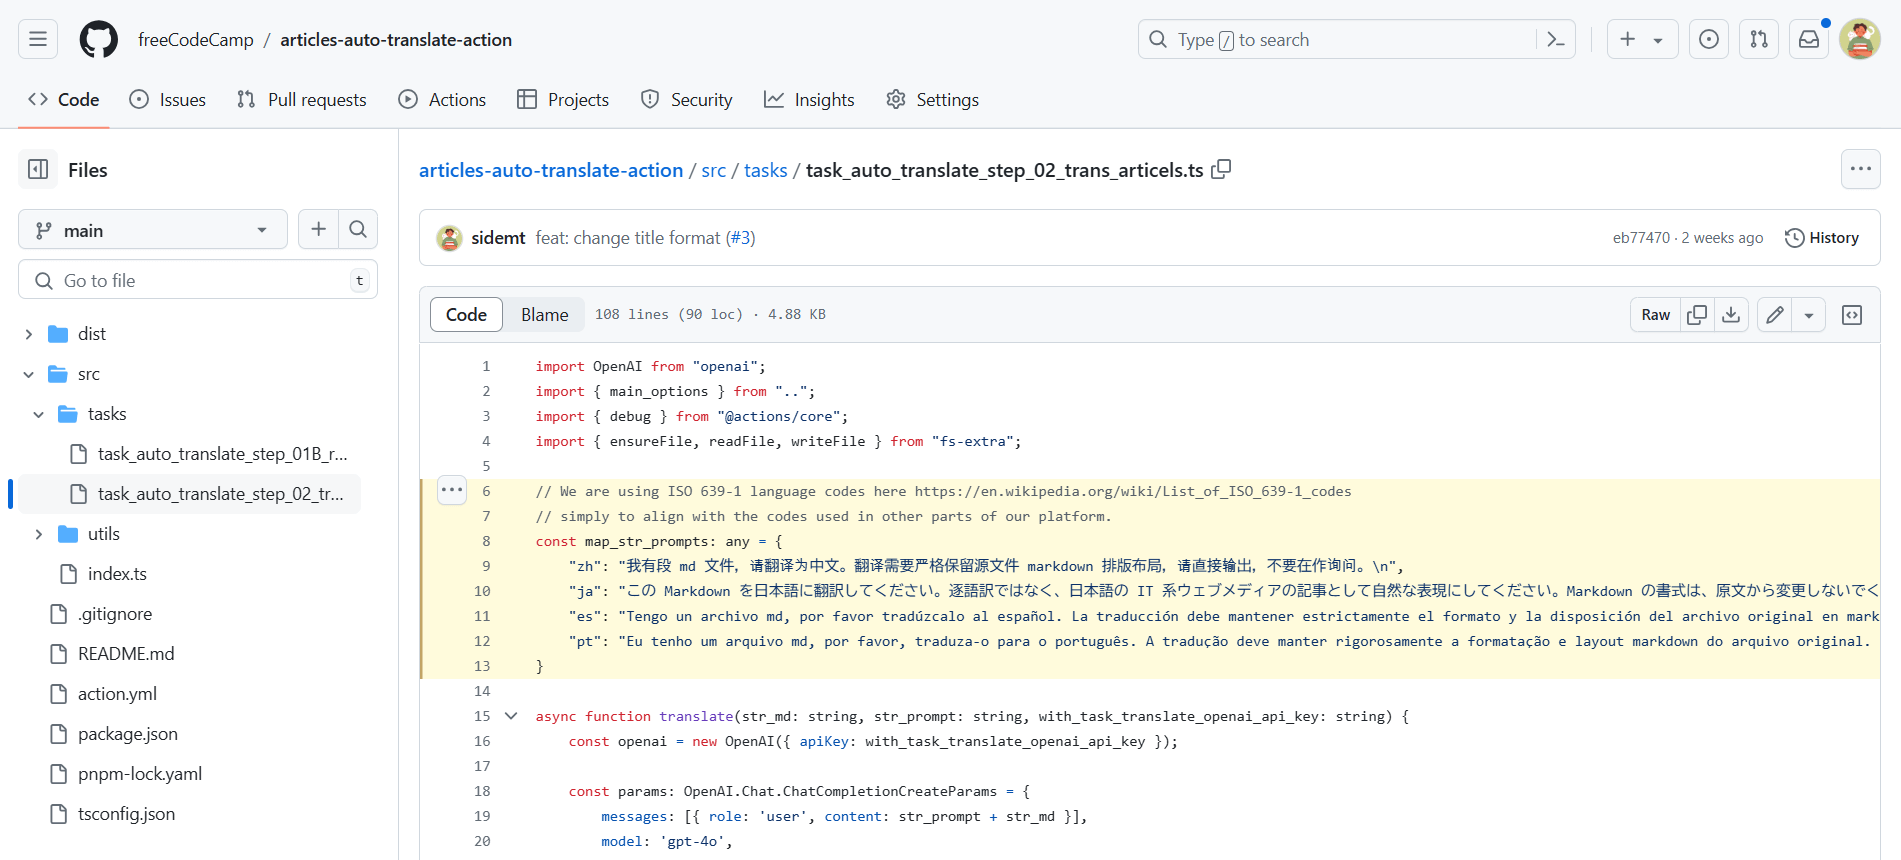 freeCodeCamp / articles-auto-translate-action
Type / to search
Code
Issues
Pull requests
Actions
Projects
Security
Insights
Settings
Files
main
Go to file
t
dist
src
tasks
task_auto_translate_step_01B_r...
task_auto_translate_step_02_tr...
utils
index.ts
.gitignore
README.md
action.yml
package.json
pnpm-lock.yaml
tsconfig.json
articles-auto-translate-action / src / tasks / task_auto_translate_step_02_trans_articels.ts
sidemt feat: change title format (#3)
eb77470 · 2 weeks ago
History
Code
Blame
108 lines (90 loc) · 4.88 KB
Raw
1 import OpenAI from "openai";
2 import { main_options } from "..";
3 import { debug } from "@actions/core";
4 import { ensureFile, readFile, writeFile } from "fs-extra";
5
6 // We are using ISO 639-1 language codes here https://en.wikipedia.org/wiki/List_of_ISO_639-1_codes
7 // simply to align with the codes used in other parts of our platform.
8 const map_str_prompts: any = {
9 "zh": "我有段 md 文件，请翻译为中文。翻译需要严格保留源文件 markdown 排版布局，请直接输出，不要在作询问。\n",
10 "ja": "この Markdown を日本語に翻訳してください。逐語訳ではなく、日本語の IT 系ウェブメディアの記事として自然な表現にしてください。Markdown の書式は、原文から変更しないでく
11 "es": "Tengo un archivo md, por favor tradúzcalo al español. La traducción debe mantener estrictamente el formato y la disposición del archivo original en mark
12 "pt": "Eu tenho um arquivo md, por favor, traduza-o para o português. A tradução deve manter rigorosamente a formatação e layout markdown do arquivo original.
13 }
14
15 async function translate(str_md: string, str_prompt: string, with_task_translate_openai_api_key: string) {
16 const openai = new OpenAI({ apiKey: with_task_translate_openai_api_key });
17
18 const params: OpenAI.Chat.ChatCompletionCreateParams = {
19 messages: [{ role: 'user', content: str_prompt + str_md }],
20 model: 'gpt-4o',